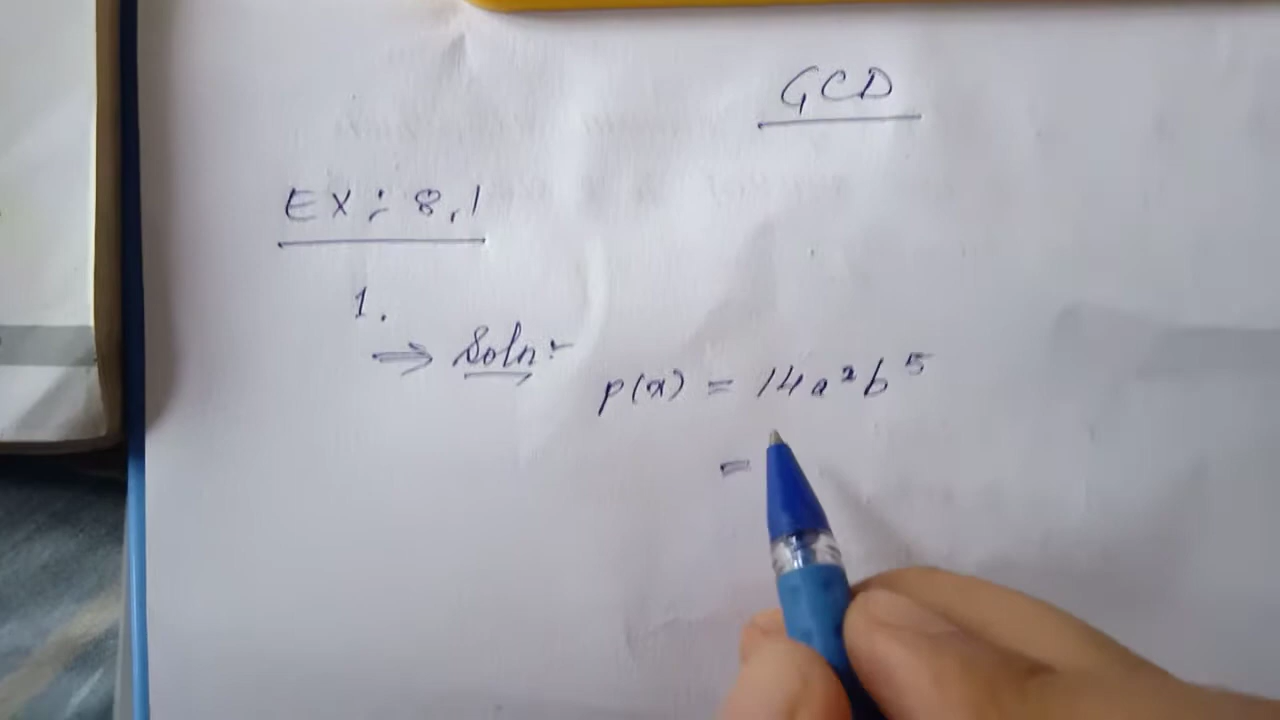 GCD
EX: 8.1
1.
⇒ Soln:-
p(x) = 14a²b⁵
=